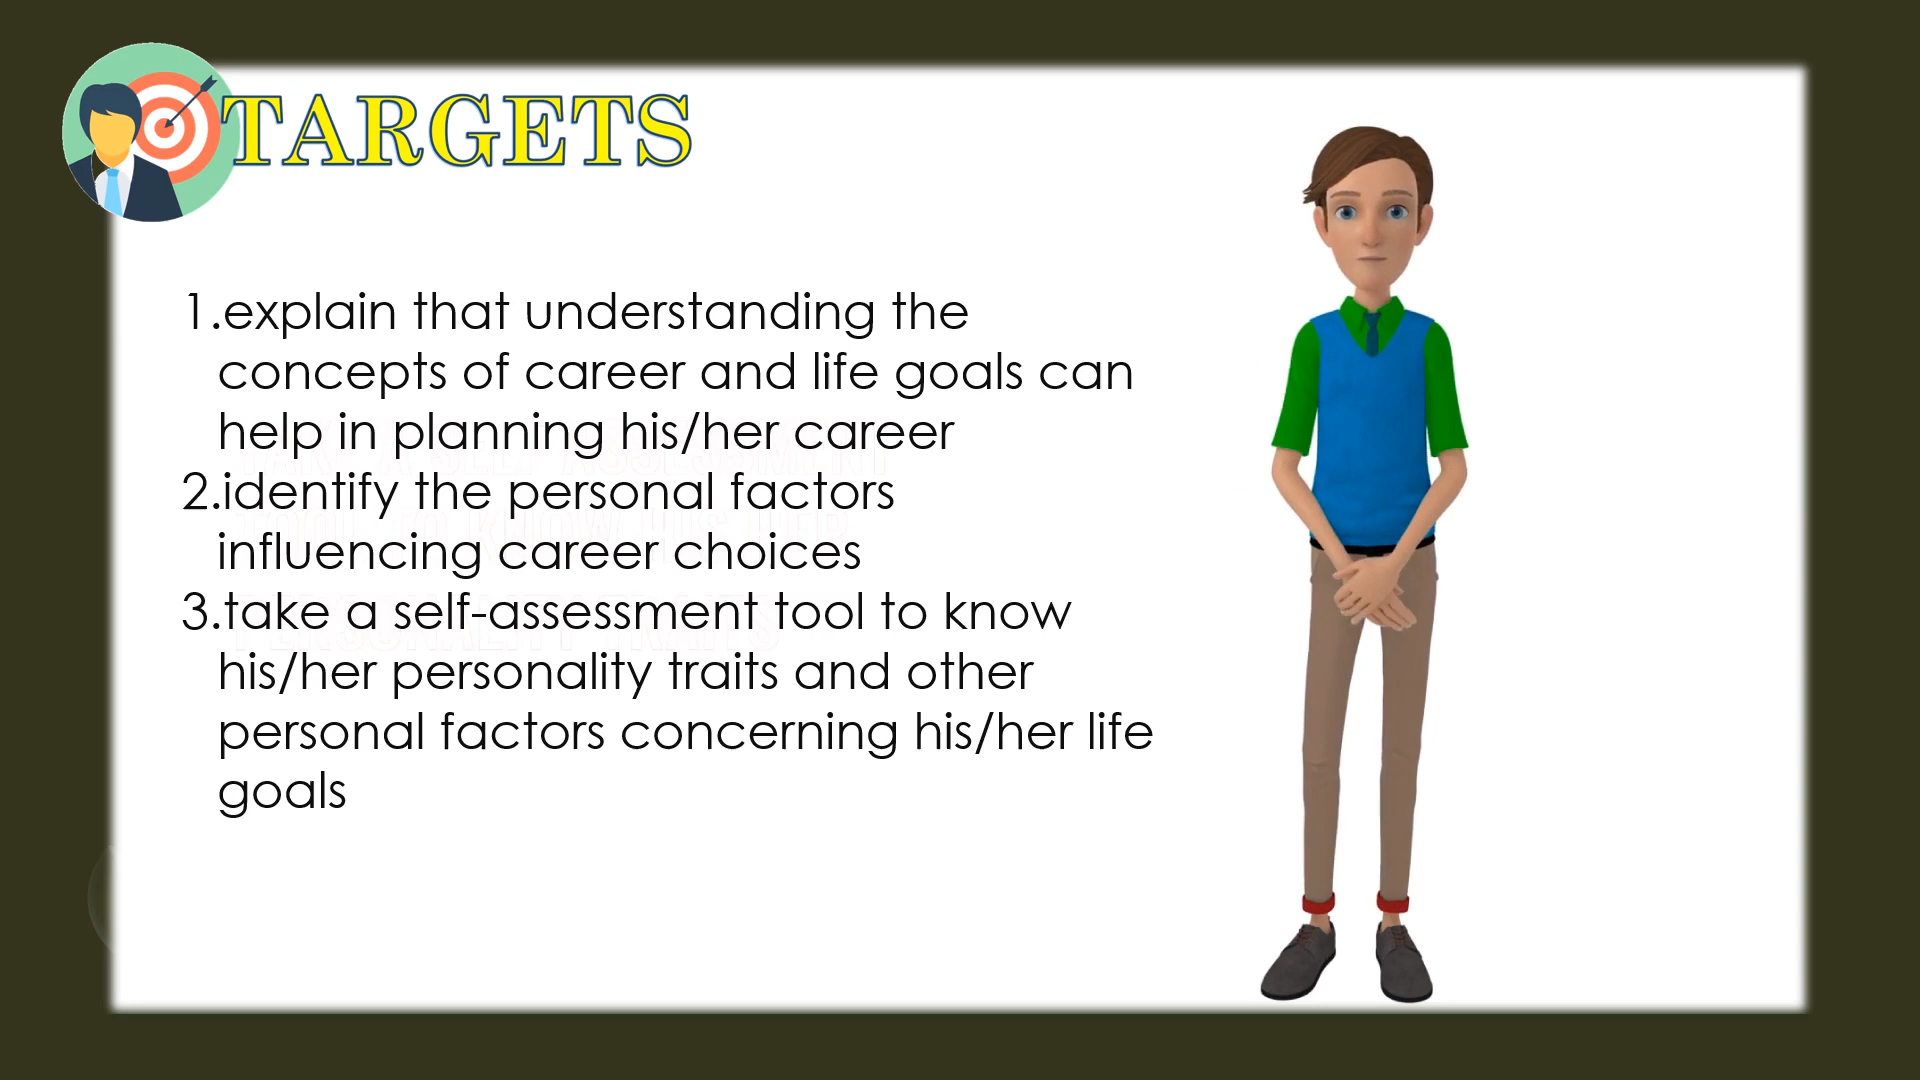 TARGETS
1.explain that understanding the
concepts of career and life goals can
help in planning his/her career
2.identify the personal factors
influencing career choices
3.take a self-assessment tool to know
his/her personality traits and other
personal factors concerning his/her life
goals